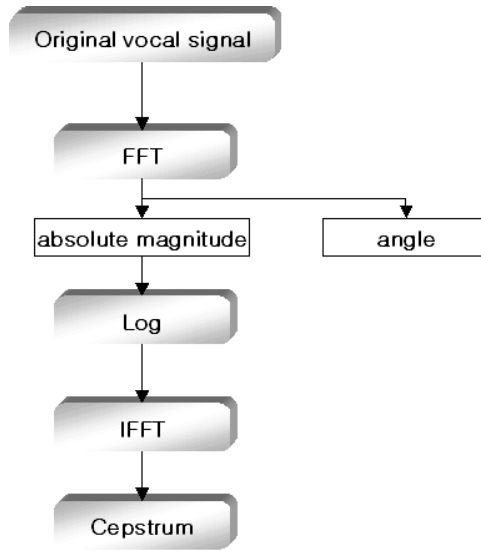 Original vocal signal
FFT
absolute magnitude
angle
Log
IFFT
Cepstrum